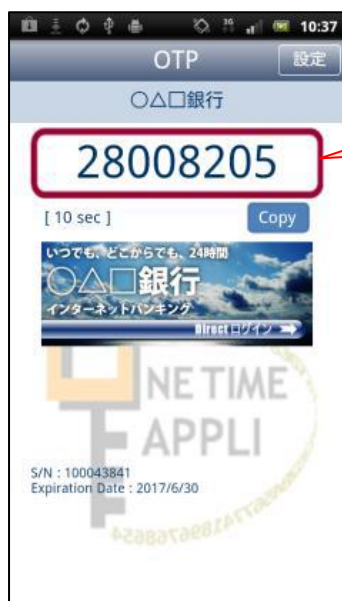 3G 10:37
OTP 設定
○△□銀行
28008205
[ 10 sec ] Copy
いつでも、どこからでも、24時間
○△□銀行
インターネットバンキング
Directログイン
NE TIME
APPLI
S/N : 100043841
Expiration Date : 2017/6/30